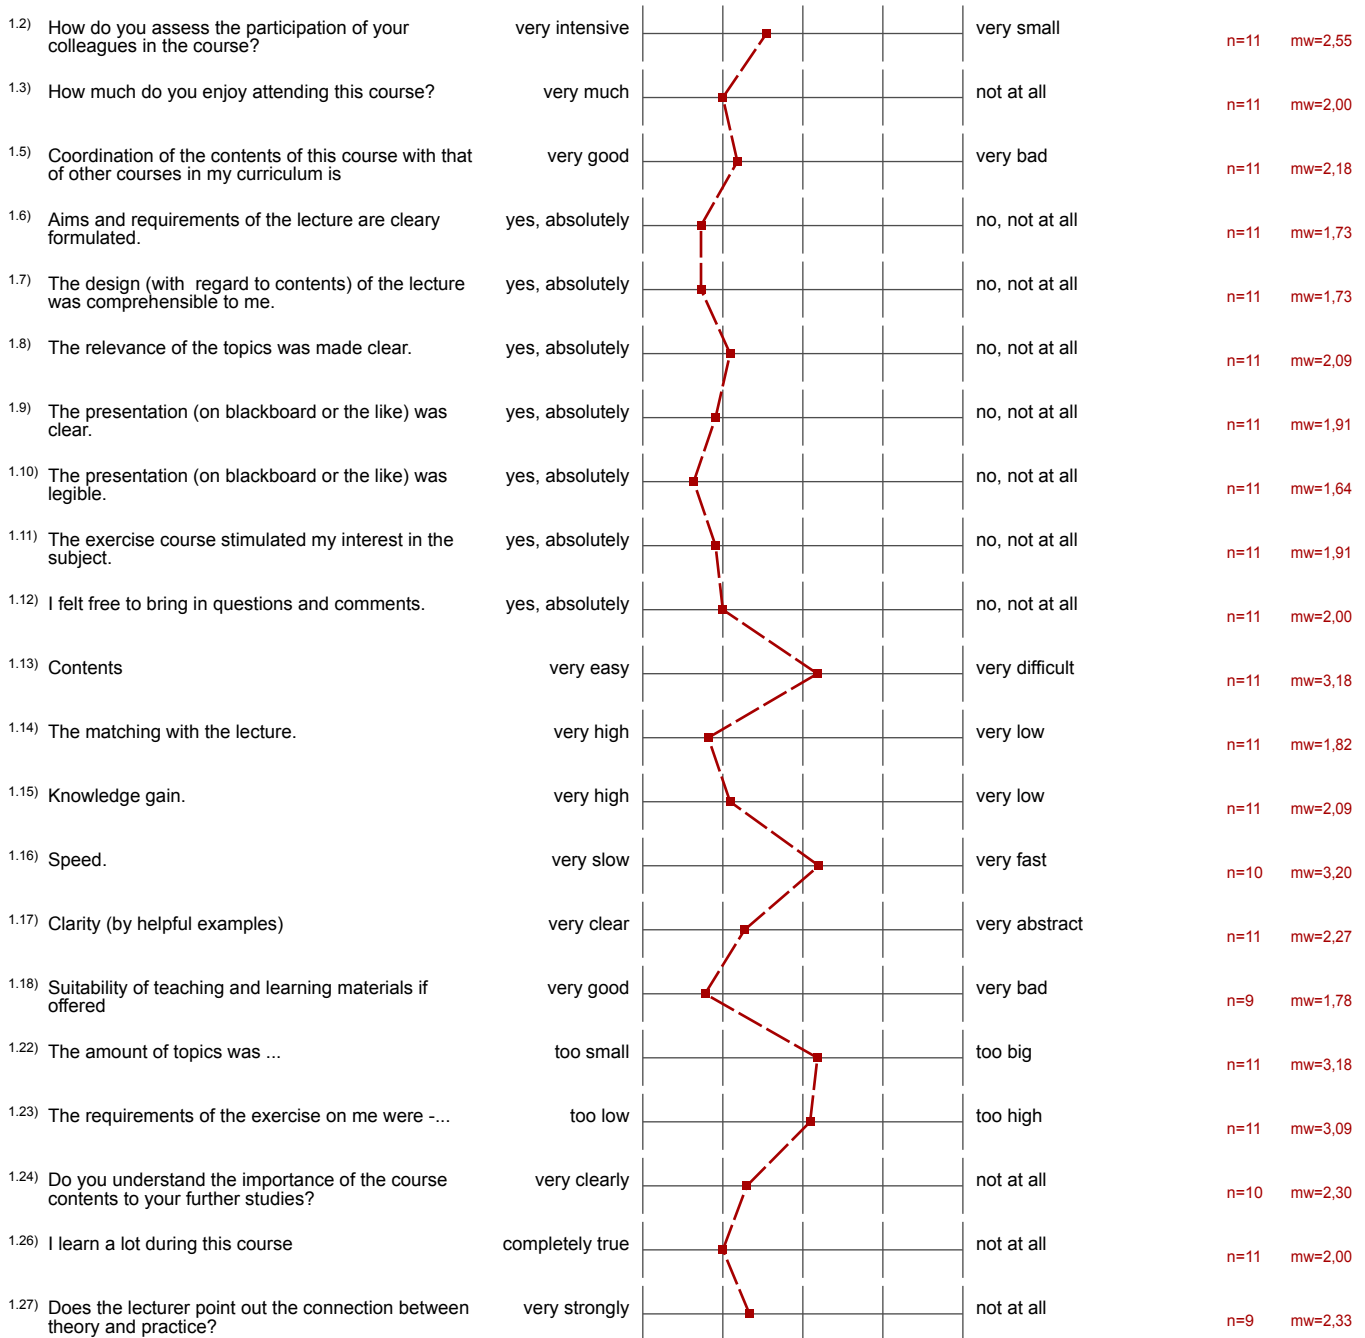 1.2) How do you assess the participation of your colleagues in the course? very intensive very small n=11 mw=2,55
1.3) How much do you enjoy attending this course? very much not at all n=11 mw=2,00
1.5) Coordination of the contents of this course with that of other courses in my curriculum is very good very bad n=11 mw=2,18
1.6) Aims and requirements of the lecture are cleary formulated. yes, absolutely no, not at all n=11 mw=1,73
1.7) The design (with regard to contents) of the lecture was comprehensible to me. yes, absolutely no, not at all n=11 mw=1,73
1.8) The relevance of the topics was made clear. yes, absolutely no, not at all n=11 mw=2,09
1.9) The presentation (on blackboard or the like) was clear. yes, absolutely no, not at all n=11 mw=1,91
1.10) The presentation (on blackboard or the like) was legible. yes, absolutely no, not at all n=11 mw=1,64
1.11) The exercise course stimulated my interest in the subject. yes, absolutely no, not at all n=11 mw=1,91
1.12) I felt free to bring in questions and comments. yes, absolutely no, not at all n=11 mw=2,00
1.13) Contents very easy very difficult n=11 mw=3,18
1.14) The matching with the lecture. very high very low n=11 mw=1,82
1.15) Knowledge gain. very high very low n=11 mw=2,09
1.16) Speed. very slow very fast n=10 mw=3,20
1.17) Clarity (by helpful examples) very clear very abstract n=11 mw=2,27
1.18) Suitability of teaching and learning materials if offered very good very bad n=9 mw=1,78
1.22) The amount of topics was ... too small too big n=11 mw=3,18
1.23) The requirements of the exercise on me were -... too low too high n=11 mw=3,09
1.24) Do you understand the importance of the course contents to your further studies? very clearly not at all n=10 mw=2,30
1.26) I learn a lot during this course completely true not at all n=11 mw=2,00
1.27) Does the lecturer point out the connection between theory and practice? very strongly not at all n=9 mw=2,33